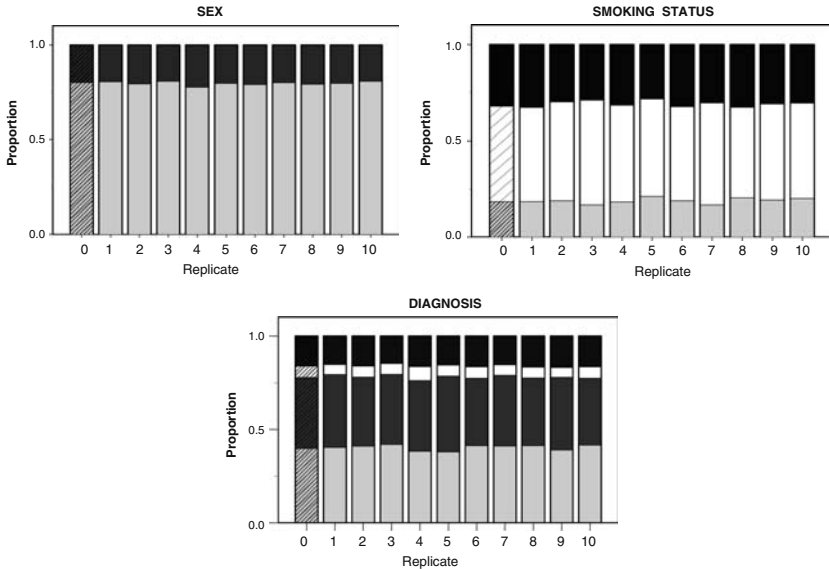 SEX
Proportion
1.0
0.5
0.0
0 1 2 3 4 5 6 7 8 9 10
Replicate
SMOKING STATUS
Proportion
1.0
0.5
0.0
0 1 2 3 4 5 6 7 8 9 10
Replicate
DIAGNOSIS
Proportion
1.0
0.5
0.0
0 1 2 3 4 5 6 7 8 9 10
Replicate